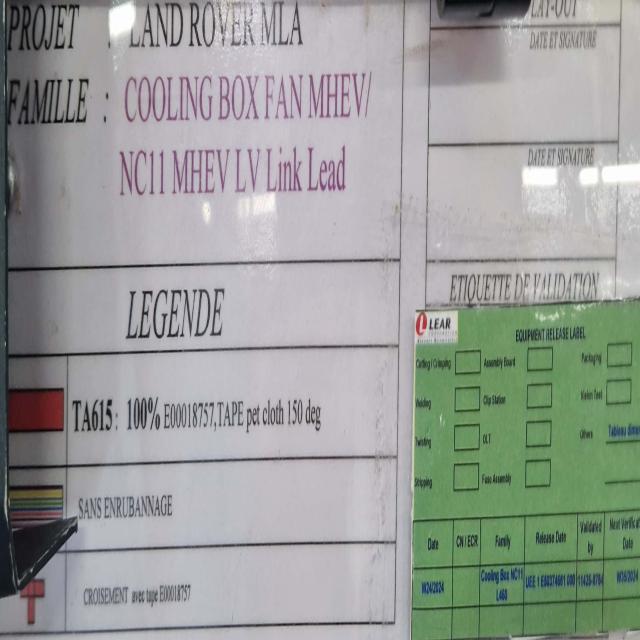 PROJET : LAND ROVER MLA
FAMILLE : COOLING BOX FAN MHEV/
NC11 MHEV LV Link Lead
LEGENDE
TA615: 100% E00018757,TAPE pet cloth 150 deg
SANS ENRUBANNAGE
CROISEMENT avec tape E00018757
LAY-OUT
DATE ET SIGNATURE
DATE ET SIGNATURE
ETIQUETTE DE VALIDATION
LEAR
EQUIPMENT RELEASE LABEL
Cutting / Crimping Assembly Board Packaging
Welding Clip Station Vision Test
Twisting OLT Others Tableau
Stripping Fuse Assembly
Date CN / ECR Family Release Date Validated by Next Date
Cooling Box NC11
L460